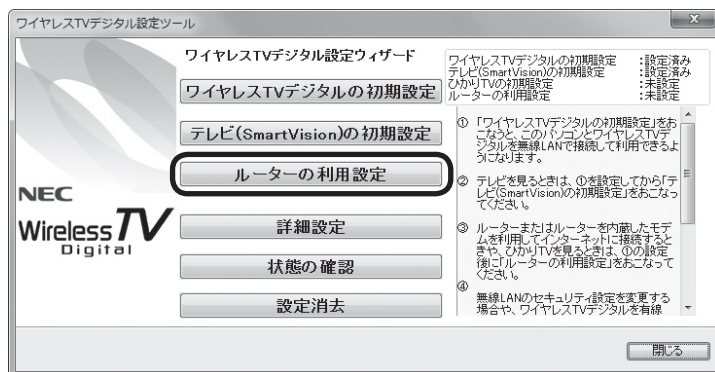 ワイヤレスTVデジタル設定ツール
ワイヤレスTVデジタル設定ウィザード
ワイヤレスTVデジタルの初期設定
テレビ(SmartVision)の初期設定
ルーターの利用設定
詳細設定
状態の確認
設定消去
NEC
Wireless TV
Digital
ワイヤレスTVデジタルの初期設定 :設定済み
テレビ(SmartVision)の初期設定 :設定済み
ひかりTVの初期設定 :未設定
ルーターの利用設定 :未設定
① 「ワイヤレスTVデジタルの初期設定」をお
こなうと、このパソコンとワイヤレスTVデ
ジタルを無線LANで接続して利用できるよ
うになります。
② テレビを見るときは、①を設定してから「テ
レビ(SmartVision)の初期設定」をおこなっ
てください。
③ ルーターまたはルーターを内蔵したモデ
ムを利用してインターネットに接続すると
きや、ひかりTVを見るときは、①の設定
後に「ルーターの利用設定」をおこなって
ください。
④
無線LANのセキュリティ設定を変更する
場合や、ワイヤレスTVデジタルを有線
閉じる